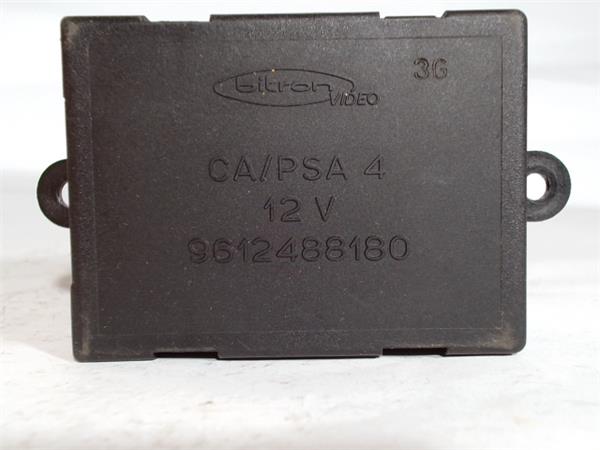 bitron VIDEO
3G
CA/PSA 4
12 V
9612488180